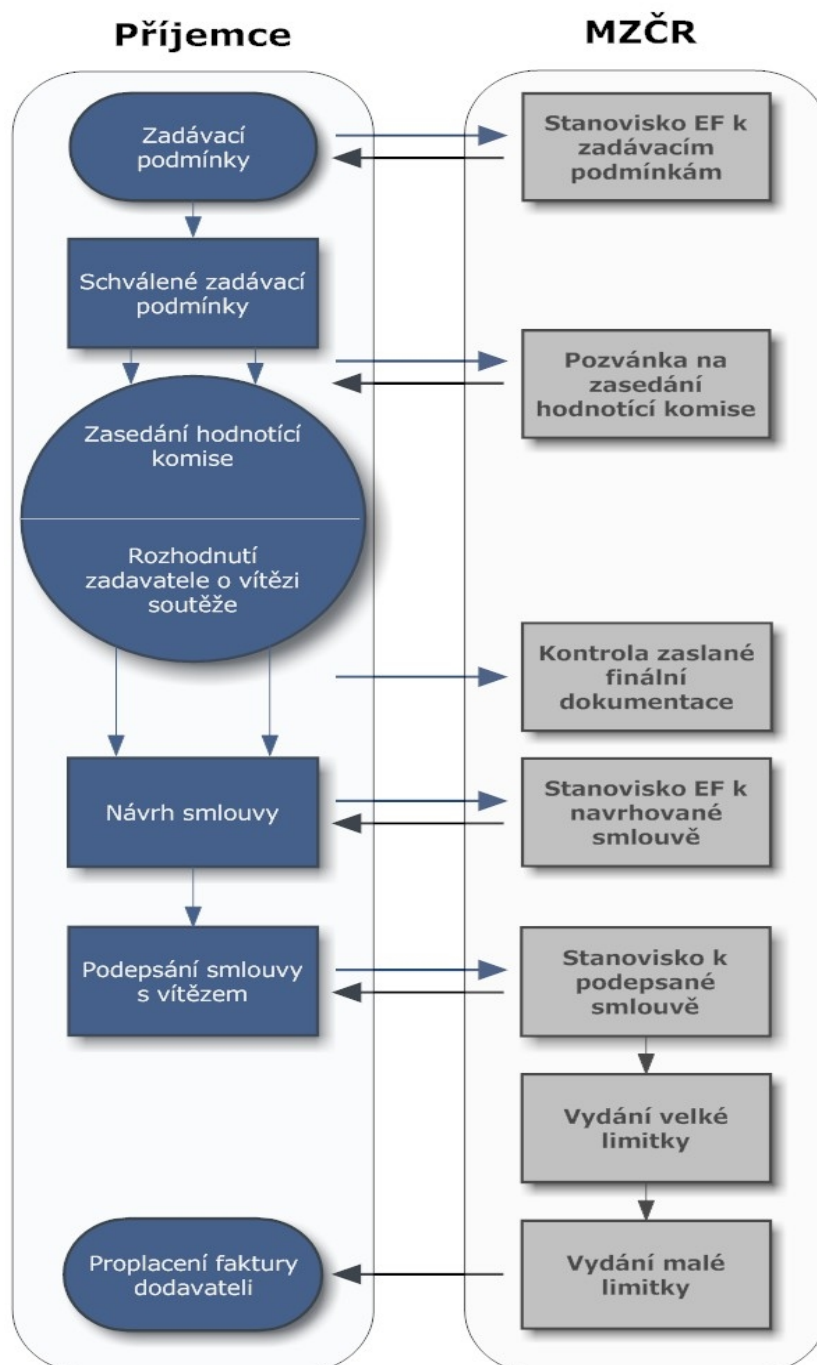 Příjemce
MZČR
Zadávací
podmínky
Stanovisko EF k
zadávacím
podmínkám
Schválené zadávací
podmínky
Pozvánka na
zasedání
hodnotící komise
Zasedání hodnotící
komise
Rozhodnutí
zadavatele o vítězi
soutěže
Kontrola zaslané
finální
dokumentace
Návrh smlouvy
Stanovisko EF k
navrhované
smlouvě
Podepsání smlouvy
s vítězem
Stanovisko k
podepsané
smlouvě
Vydání velké
limitky
Proplacení faktury
dodavateli
Vydání malé
limitky